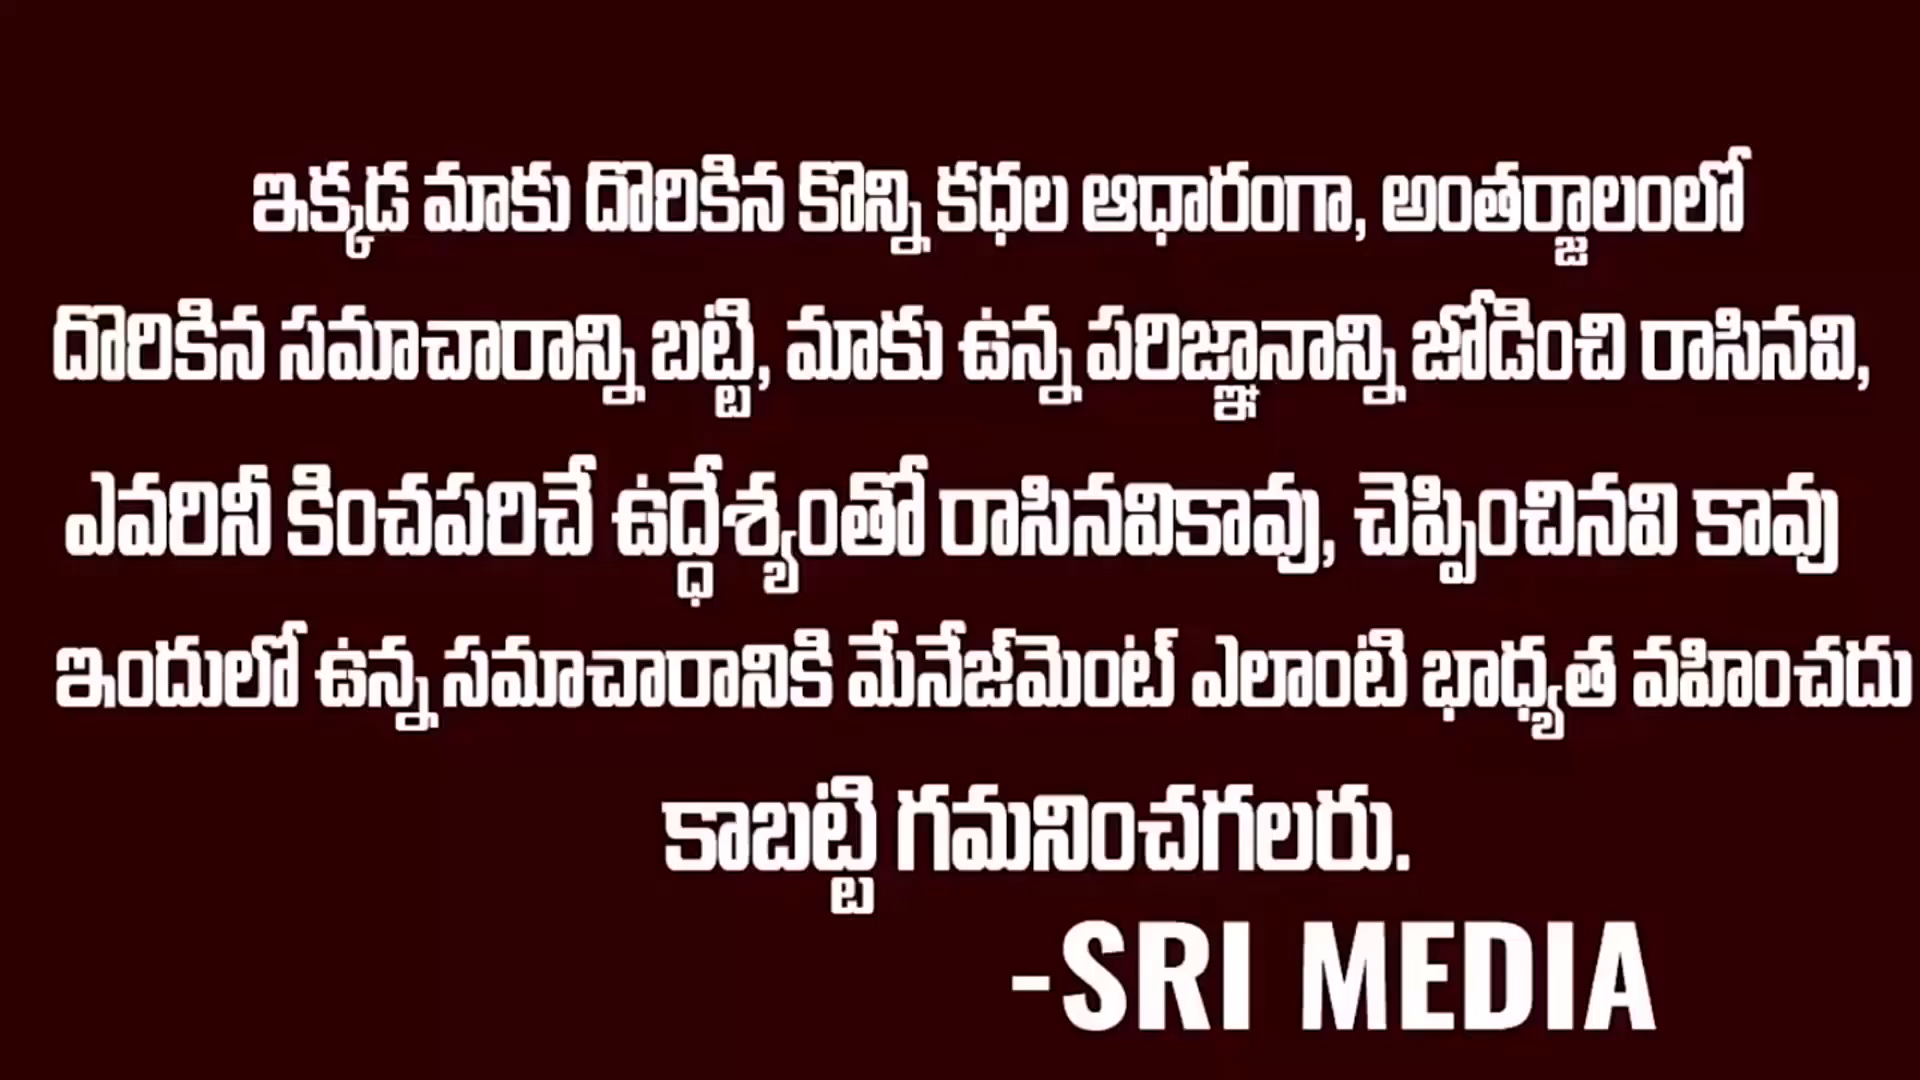 ఇక్కడ మాకు దొరికిన కొన్ని కధల ఆధారంగా, అంతర్జాలంలో
దొరికిన సమాచారాన్ని బట్టి, మాకు ఉన్న పరిజ్ఞానాన్ని జోడించి రాసినవి,
ఎవరినీ కించపరిచే ఉద్ధేశ్యంతో రాసినవికావు, చెప్పించినవి కావు
ఇందులో ఉన్న సమాచారానికి మేనేజ్‌మెంట్ ఎలాంటి భాధ్యత వహించదు
కాబట్టి గమనించగలరు.
-SRI MEDIA